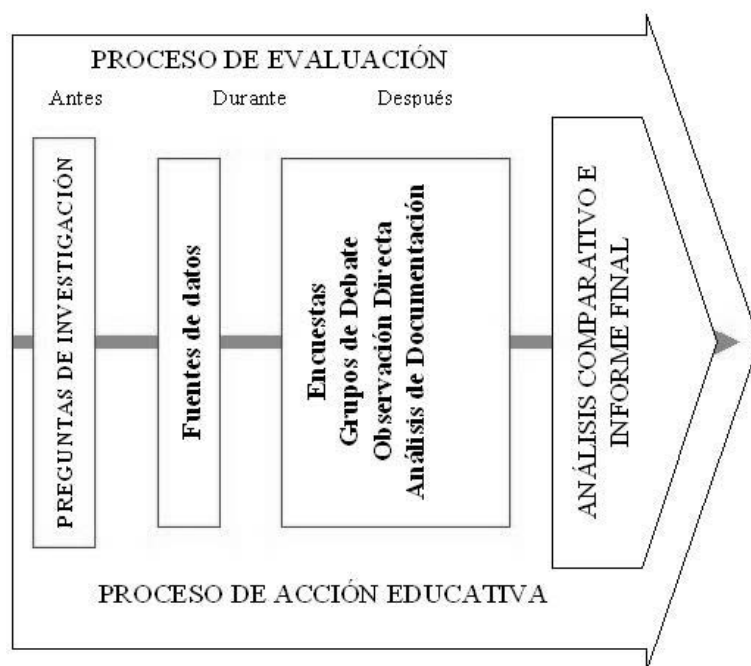 PROCESO DE EVALUACIÓN
Antes
Durante
Después
PREGUNTAS DE INVESTIGACIÓN
Fuentes de datos
Encuestas
Grupos de Debate
Observación Directa
Análisis de Documentación
ANÁLISIS COMPARATIVO E
INFORME FINAL
PROCESO DE ACCIÓN EDUCATIVA